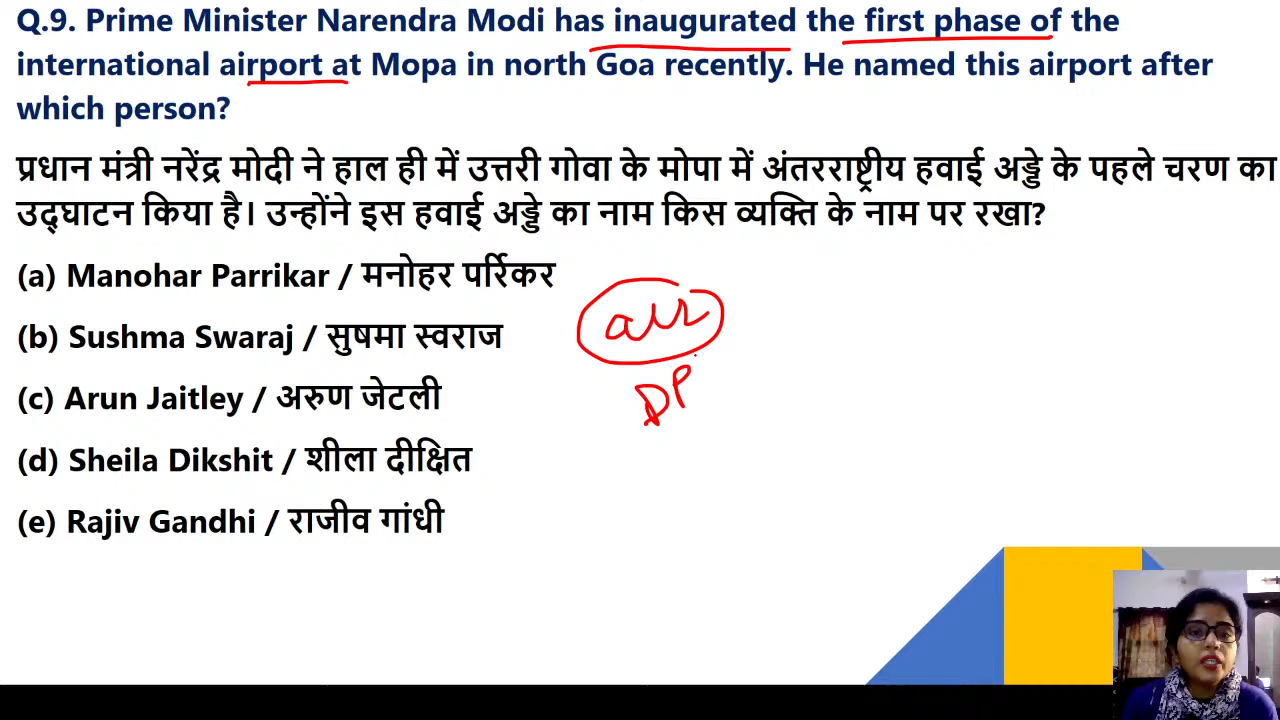 Q.9. Prime Minister Narendra Modi has inaugurated the first phase of the
international airport at Mopa in north Goa recently. He named this airport after
which person?
प्रधान मंत्री नरेंद्र मोदी ने हाल ही में उत्तरी गोवा के मोपा में अंतरराष्ट्रीय हवाई अड्डे के पहले चरण का
उद्घाटन किया है। उन्होंने इस हवाई अड्डे का नाम किस व्यक्ति के नाम पर रखा?
(a) Manohar Parrikar / मनोहर पर्रिकर
(b) Sushma Swaraj / सुषमा स्वराज
air
(c) Arun Jaitley / अरुण जेटली
DP
(d) Sheila Dikshit / शीला दीक्षित
(e) Rajiv Gandhi / राजीव गांधी